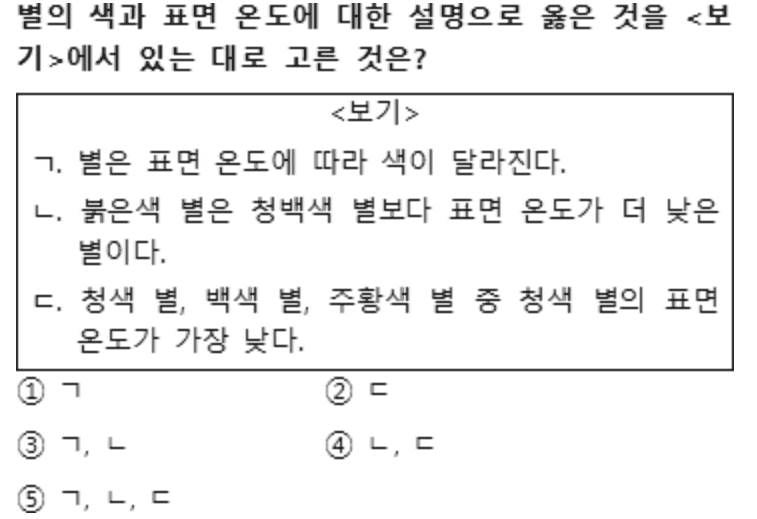 별의 색과 표면 온도에 대한 설명으로 옳은 것을 <보
기>에서 있는 대로 고른 것은?
<보기>
ㄱ. 별은 표면 온도에 따라 색이 달라진다.
ㄴ. 붉은색 별은 청백색 별보다 표면 온도가 더 낮은
별이다.
ㄷ. 청색 별, 백색 별, 주황색 별 중 청색 별의 표면
온도가 가장 낮다.
① ㄱ ② ㄷ
③ ㄱ, ㄴ ④ ㄴ, ㄷ
⑤ ㄱ, ㄴ, ㄷ